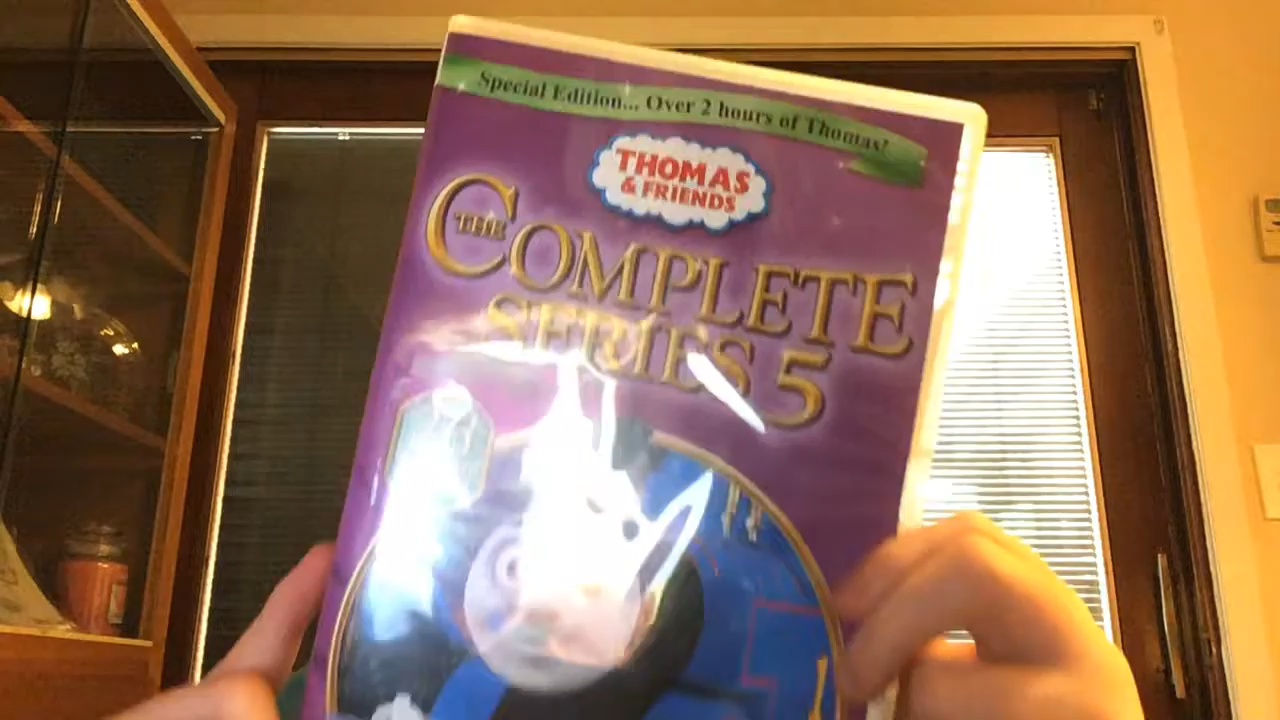 Special Edition... Over 2 hours of Thomas!
THOMAS
& FRIENDS
THE COMPLETE
SERIES 5